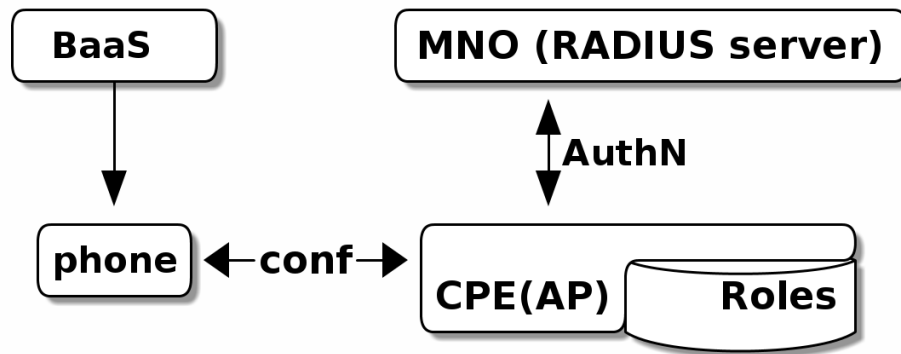 BaaS
MNO (RADIUS server)
AuthN
phone
conf
CPE(AP)
Roles